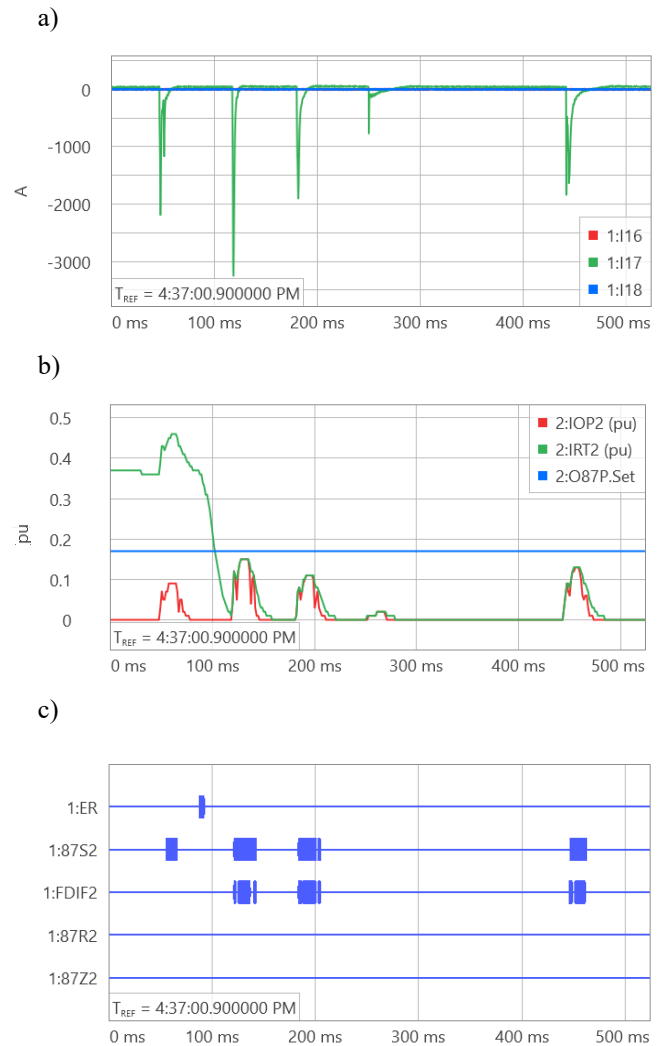 a)
0
-1000
-2000
-3000
A
1:I16
1:I17
1:I18
TREF = 4:37:00.900000 PM
0 ms 100 ms 200 ms 300 ms 400 ms 500 ms
b)
0.5
0.4
0.3
0.2
0.1
0
pu
2:IOP2 (pu)
2:IRT2 (pu)
2:O87P.Set
TREF = 4:37:00.900000 PM
0 ms 100 ms 200 ms 300 ms 400 ms 500 ms
c)
1:ER
1:87S2
1:FDIF2
1:87R2
1:87Z2
TREF = 4:37:00.900000 PM
0 ms 100 ms 200 ms 300 ms 400 ms 500 ms